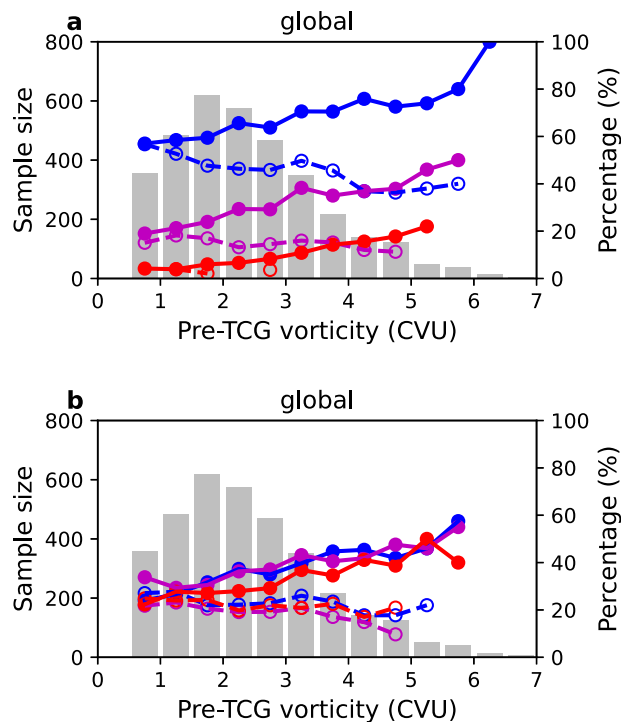 a
global
800
600
400
200
0
Sample size
100
80
60
40
20
0
Percentage (%)
0 1 2 3 4 5 6 7
Pre-TCG vorticity (CVU)
b
global
800
600
400
200
0
Sample size
100
80
60
40
20
0
Percentage (%)
0 1 2 3 4 5 6 7
Pre-TCG vorticity (CVU)